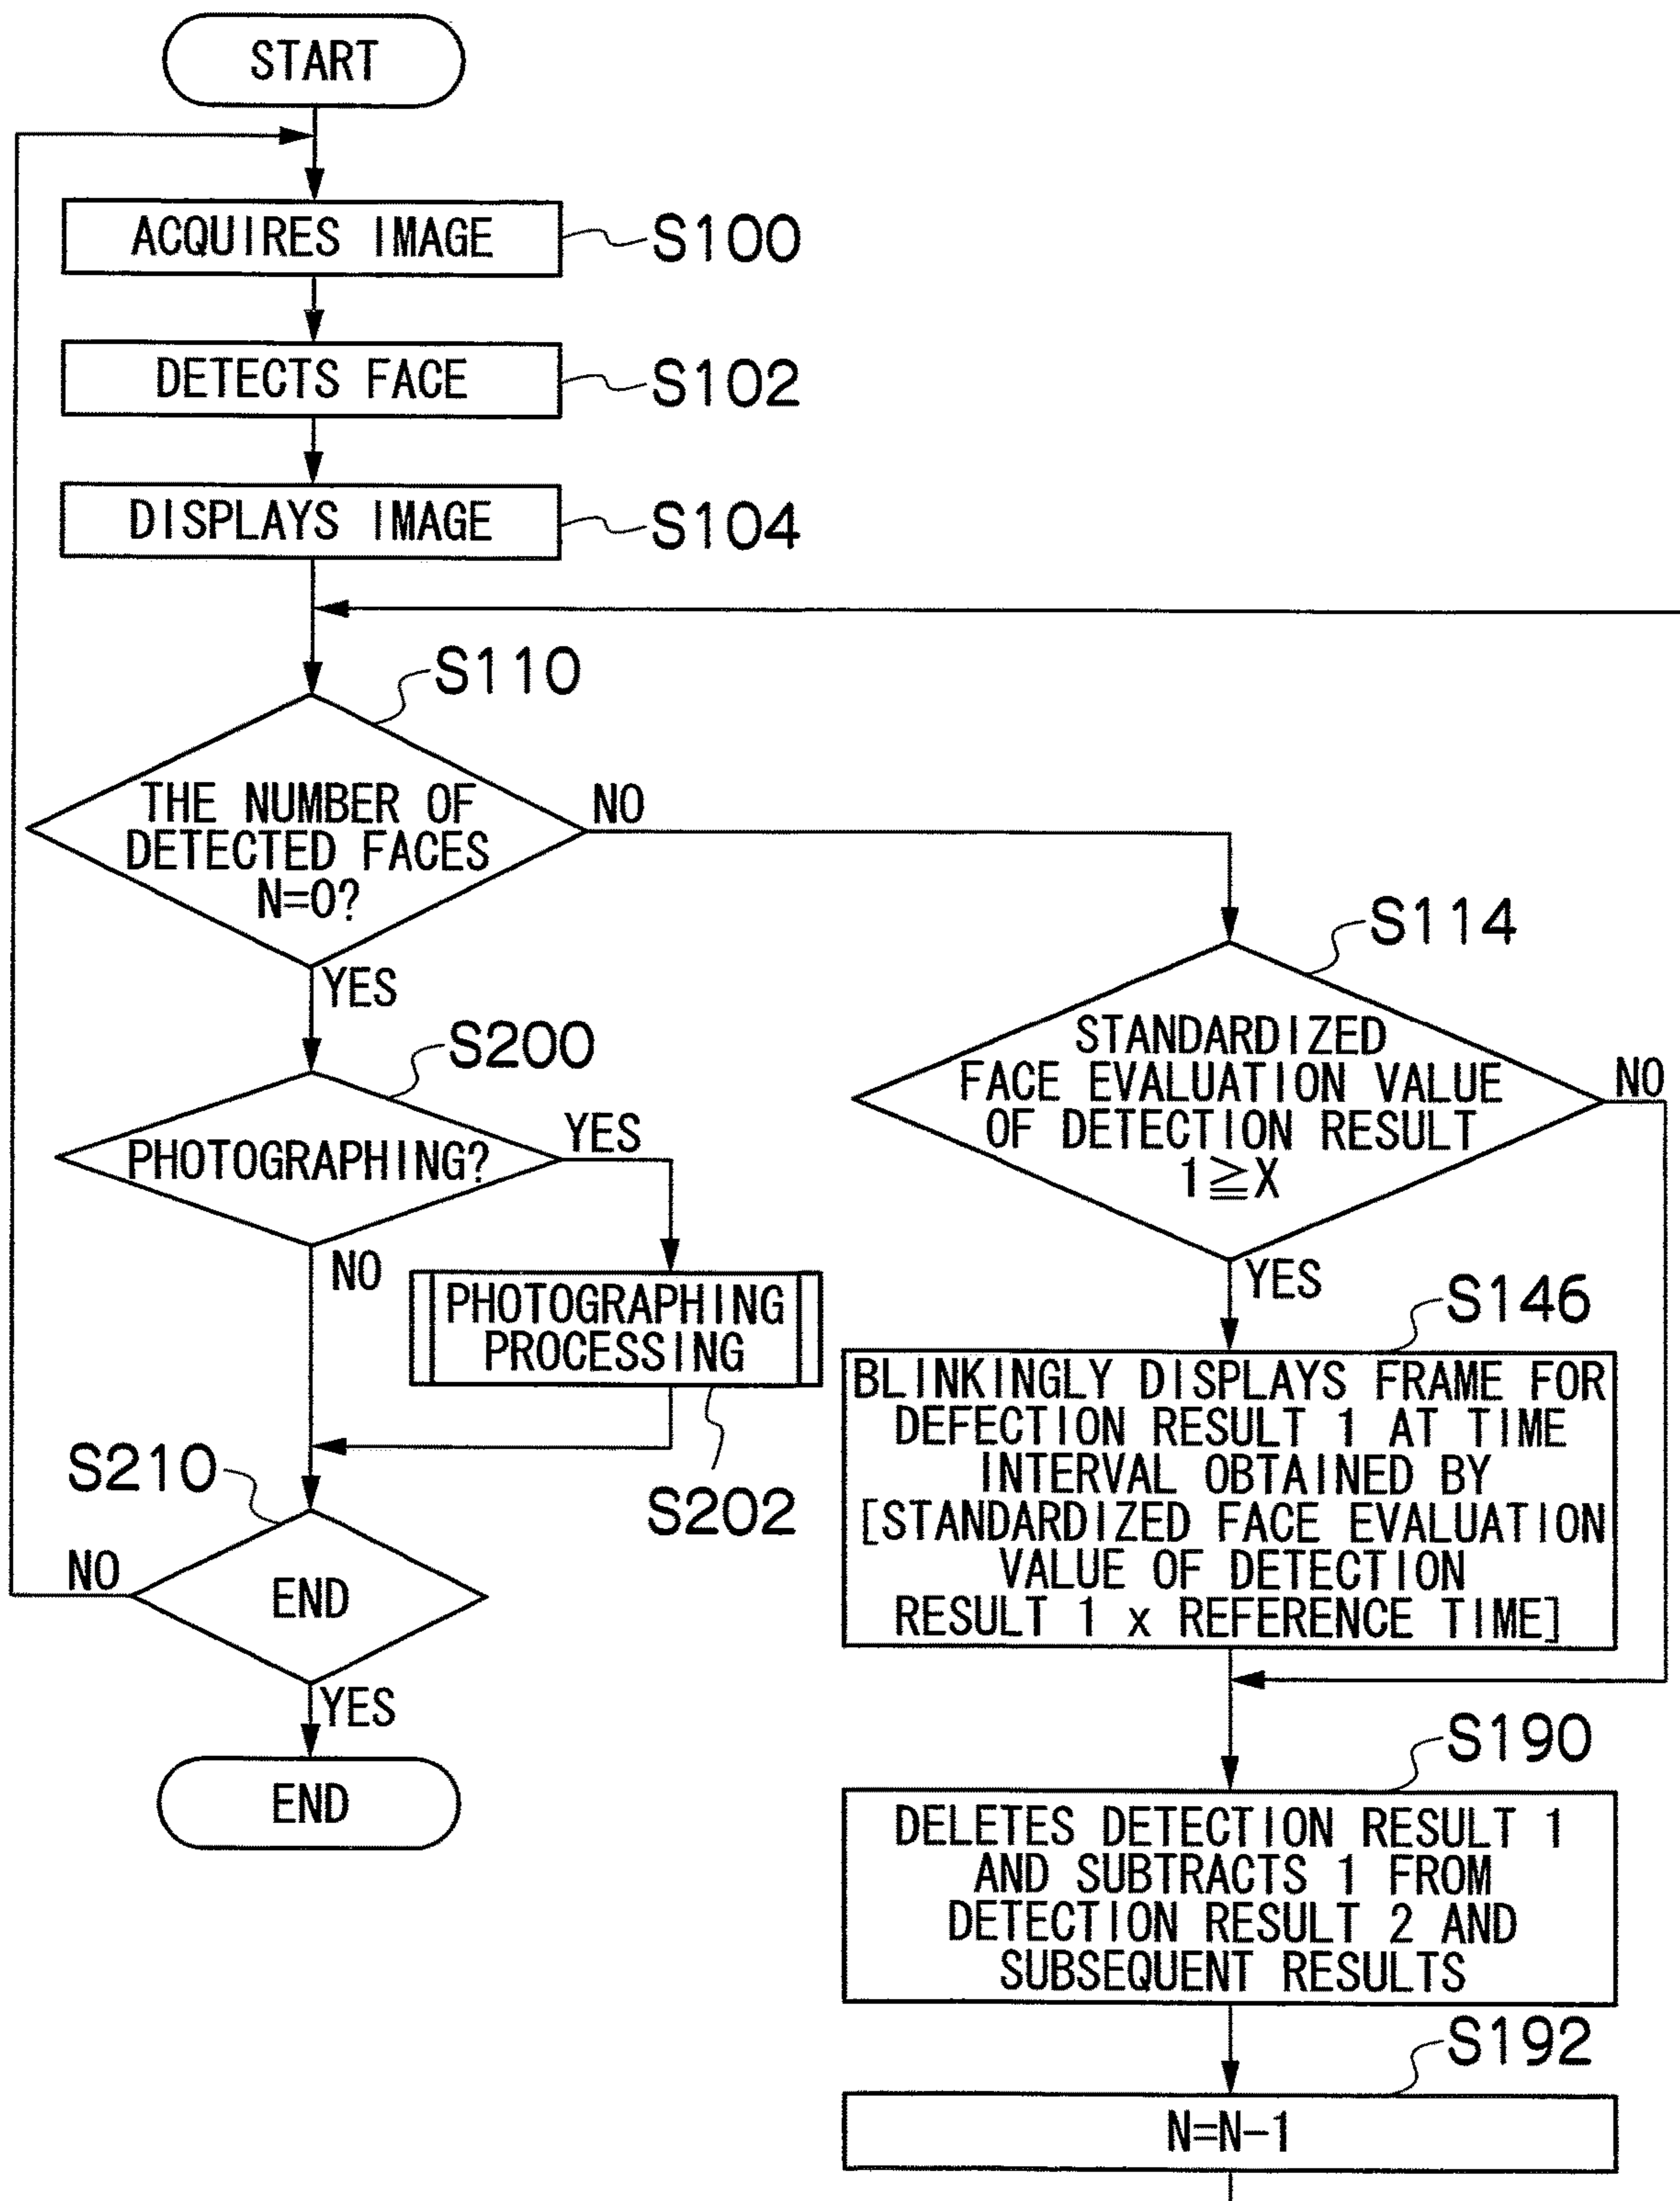 START
ACQUIRES IMAGE
S100
DETECTS FACE
S102
DISPLAYS IMAGE
S104
S110
THE NUMBER OF
DETECTED FACES
N=0?
NO
YES
S200
PHOTOGRAPHING?
YES
NO
PHOTOGRAPHING
PROCESSING
S202
S210
END
NO
YES
END
S114
STANDARDIZED
FACE EVALUATION VALUE
OF DETECTION RESULT
1≧X
NO
YES
S146
BLINKINGLY DISPLAYS FRAME FOR
DEFECTION RESULT 1 AT TIME
INTERVAL OBTAINED BY
[STANDARDIZED FACE EVALUATION
VALUE OF DETECTION
RESULT 1 x REFERENCE TIME]
S190
DELETES DETECTION RESULT 1
AND SUBTRACTS 1 FROM
DETECTION RESULT 2 AND
SUBSEQUENT RESULTS
S192
N=N-1